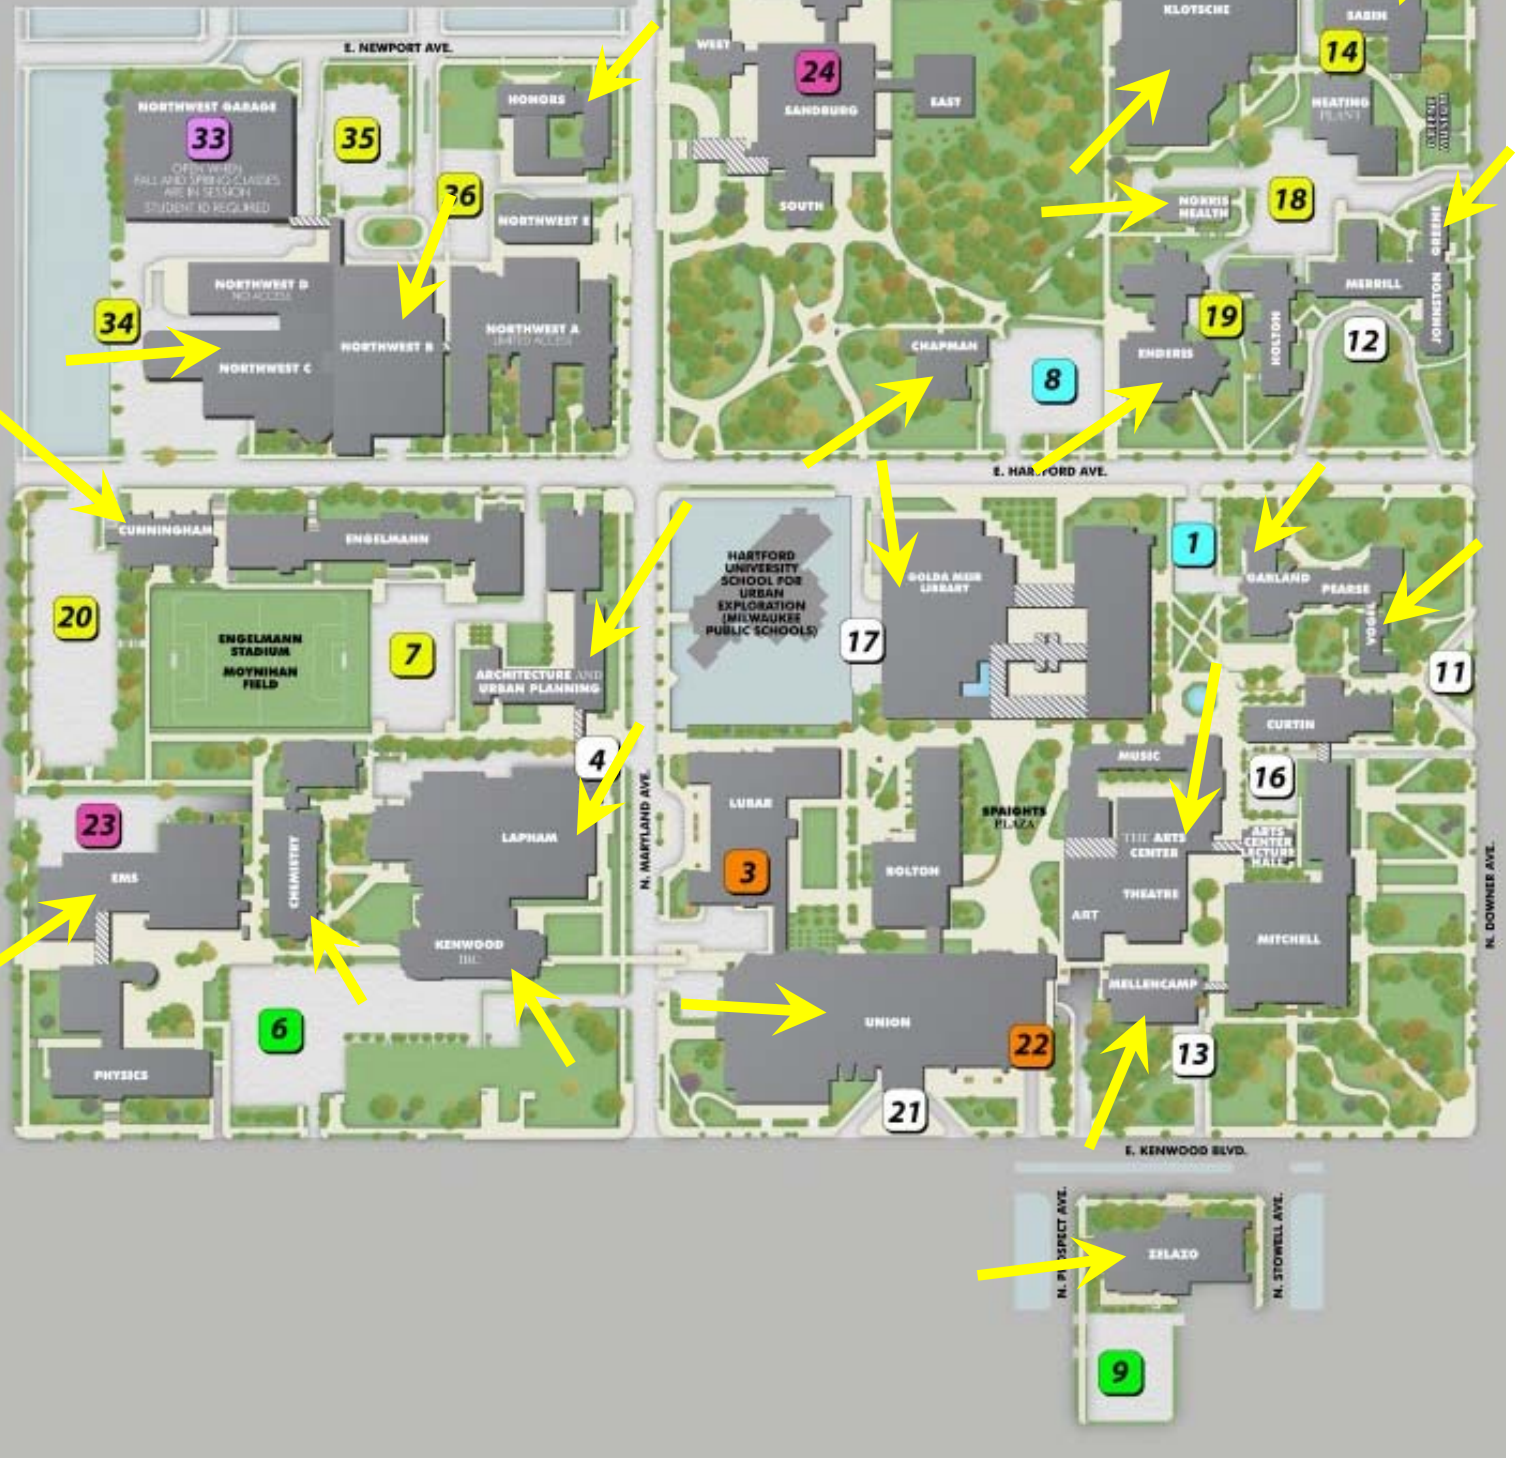 E. NEWPORT AVE.
NORTHWEST GARAGE
33
OPEN WHEN
FALL AND SPRING CLASSES
ARE IN SESSION
STUDENT ID REQUIRED
35
36
HONORS
NORTHWEST E
NORTHWEST D
NO ACCESS
34
NORTHWEST C
NORTHWEST B
NORTHWEST A
LIMITED ACCESS
WEST
24
SANDBURG
EAST
SOUTH
CHAPMAN
8
KLOTSCHE
SABIN
14
HEATING
PLANT
GREENE
MUSEUM
NORRIS
HEALTH
18
GREENE
MERRILL
JOHNSTON
19
HOLTON
12
ENDERIS
E. HARTFORD AVE.
CUNNINGHAM
ENGELMANN
20
ENGELMANN
STADIUM
MOYNIHAN
FIELD
7
ARCHITECTURE AND
URBAN PLANNING
4
HARTFORD
UNIVERSITY
SCHOOL FOR
URBAN
EXPLORATION
(MILWAUKEE
PUBLIC SCHOOLS)
17
GOLDA MEIR
LIBRARY
1
GARLAND
PEARSE
VOGEL
11
CURTIN
16
23
EMS
CHEMISTRY
LAPHAM
KENWOOD
IRC
6
PHYSICS
N. MARYLAND AVE.
LUBAR
3
BOLTON
SPAIGHTS
PLAZA
MUSIC
THE ARTS
CENTER
THEATRE
ART
ARTS
CENTER
LECTURE
HALL
MITCHELL
N. DOWNER AVE.
UNION
22
MELLENCAMP
13
21
E. KENWOOD BLVD.
N. PROSPECT AVE.
ZELAZO
N. STOWELL AVE.
9